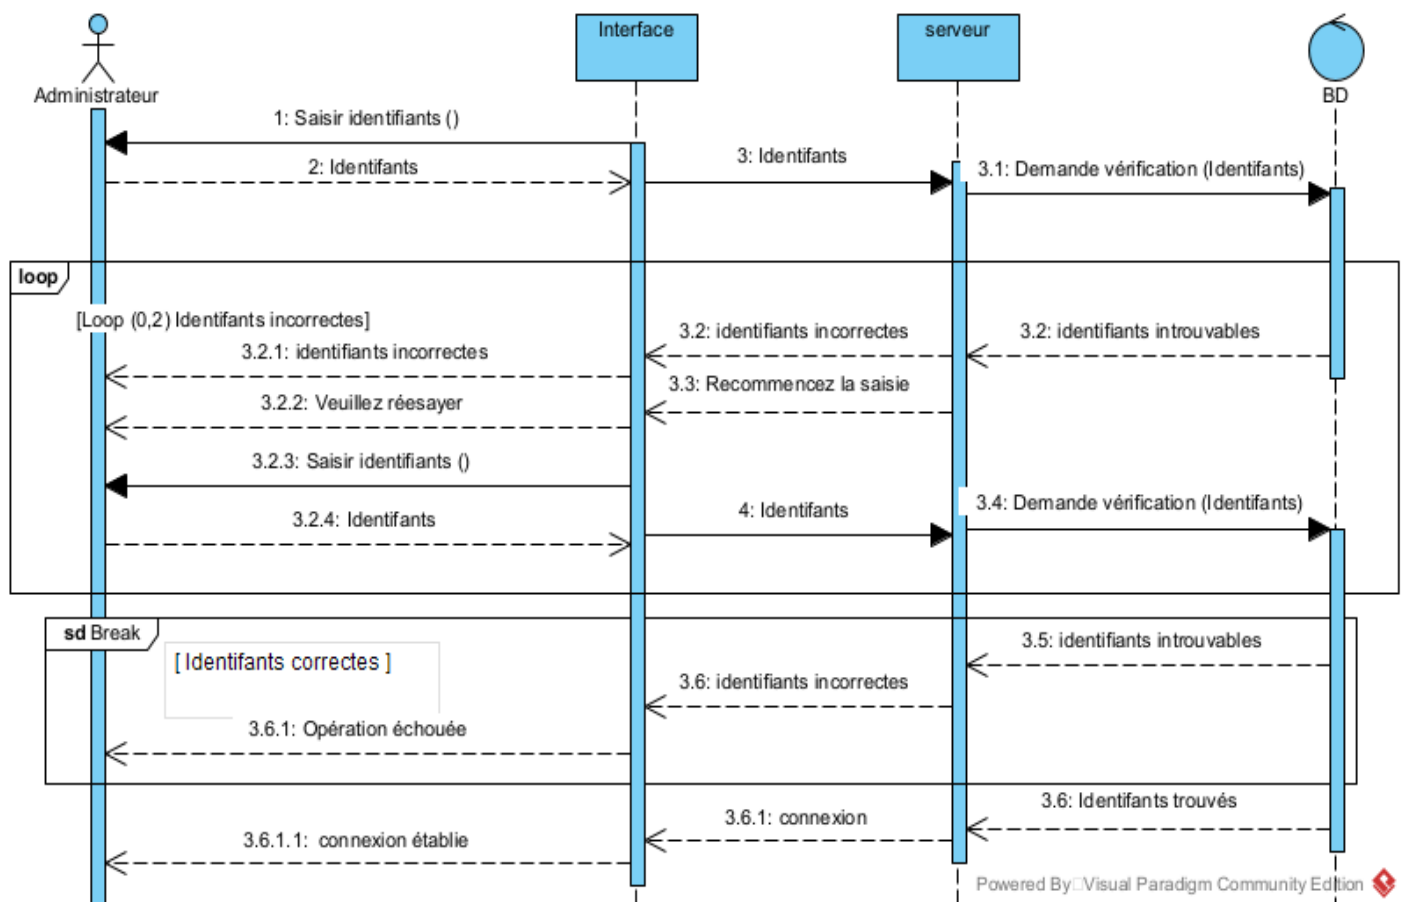 Interface
serveur
Administrateur
BD
1: Saisir identifiants ()
2: Identifants
3: Identifants
3.1: Demande vérification (Identifants)
loop
[Loop (0,2) Identifants incorrectes]
3.2: identifiants incorrectes
3.2: identifiants introuvables
3.2.1: identifiants incorrectes
3.3: Recommencez la saisie
3.2.2: Veuillez réesayer
3.2.3: Saisir identifiants ()
3.4: Demande vérification (Identifants)
4: Identifants
3.2.4: Identifants
sd Break
[ Identifants correctes ]
3.5: identifiants introuvables
3.6: identifiants incorrectes
3.6.1: Opération échouée
3.6: Identifants trouvés
3.6.1: connexion
3.6.1.1: connexion établie
Powered By Visual Paradigm Community Edition